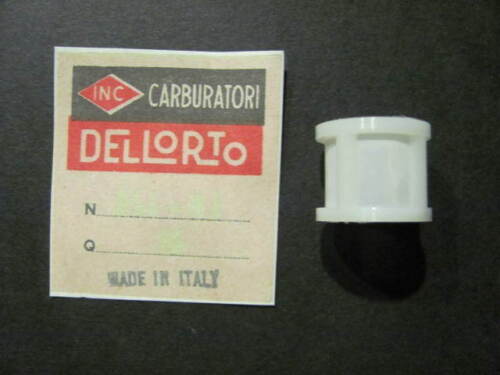 INC CARBURATORI
DELLORTO
N
Q
MADE IN ITALY